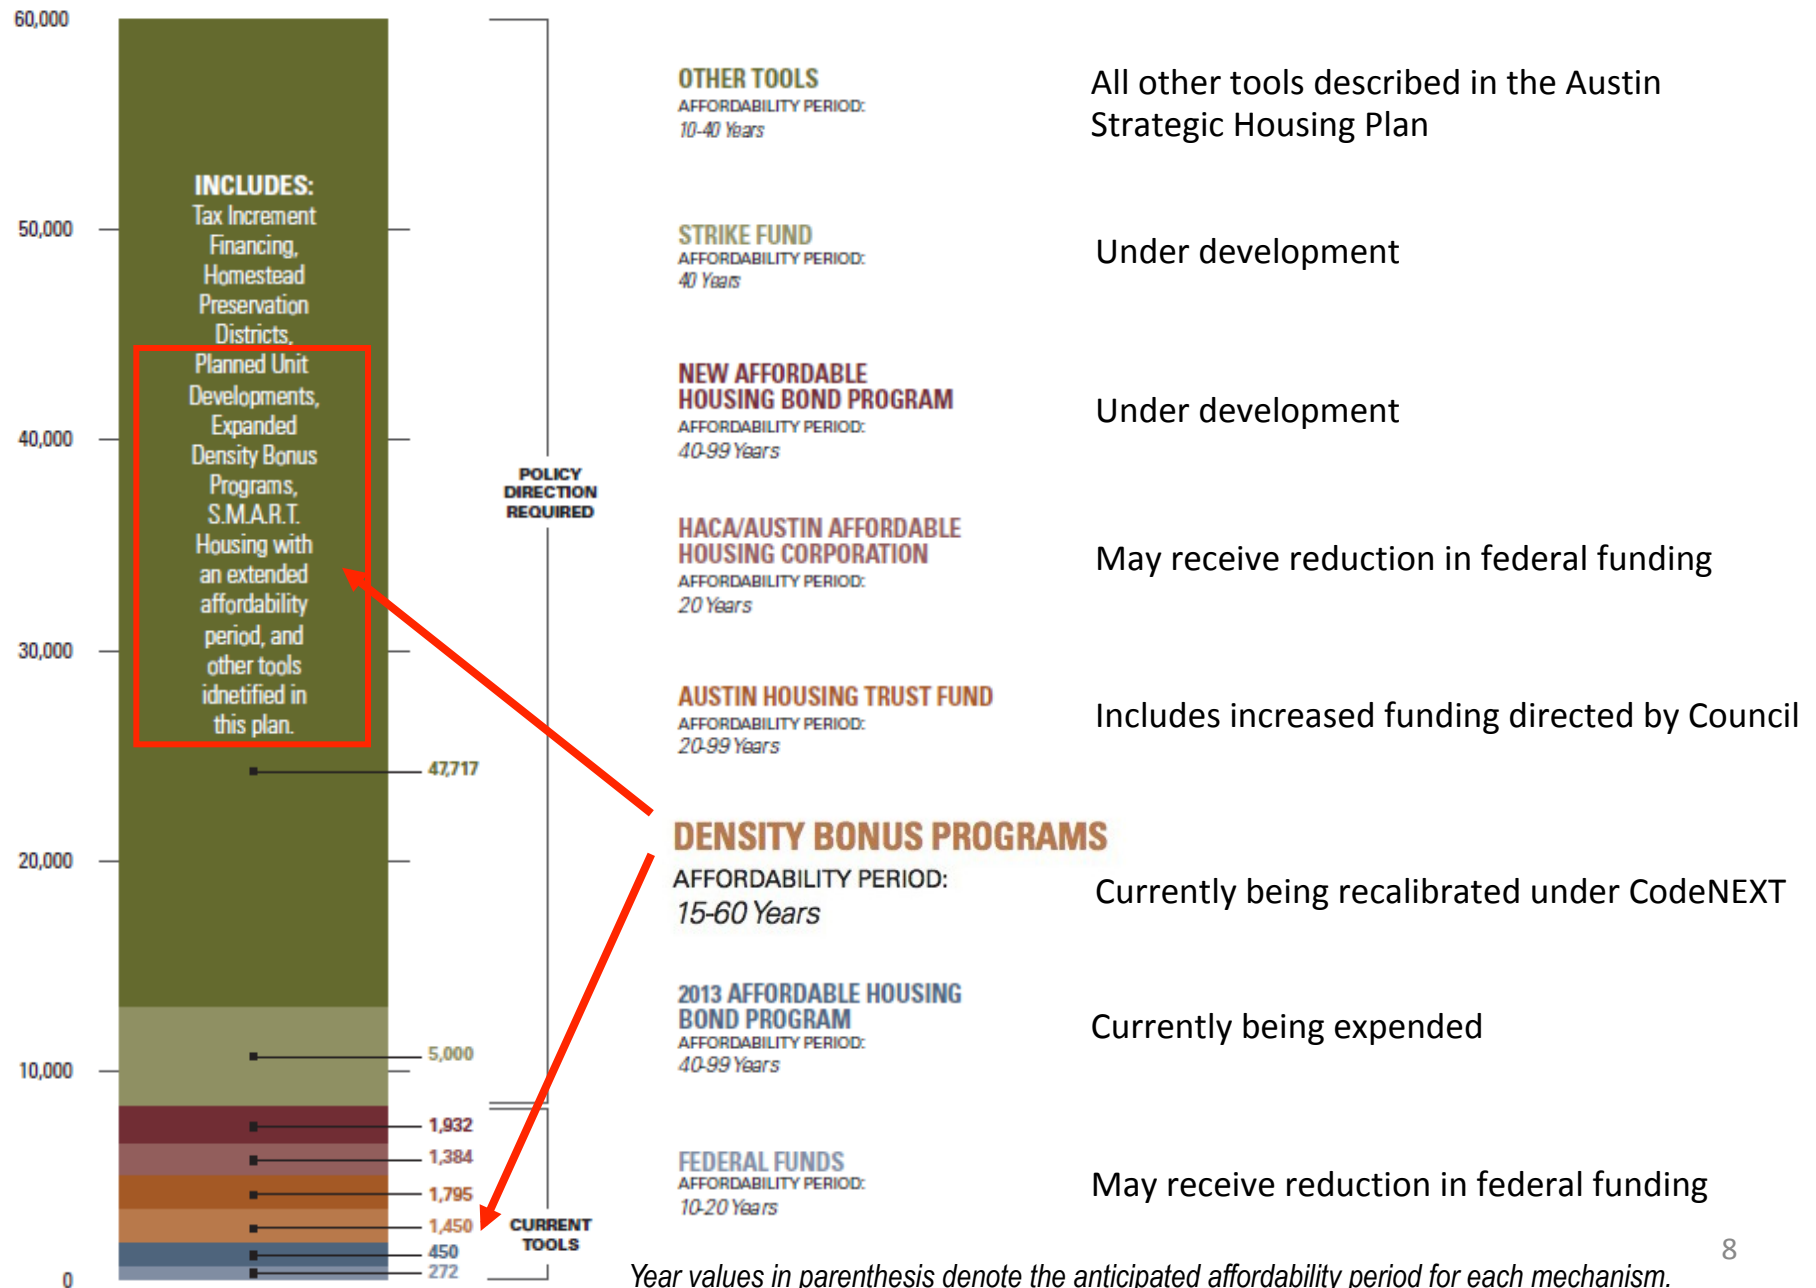 60,000
50,000
40,000
30,000
20,000
10,000
0
INCLUDES:
Tax Increment
Financing,
Homestead
Preservation
Districts,
Planned Unit
Developments,
Expanded
Density Bonus
Programs,
S.M.A.R.T.
Housing with
an extended
affordability
period, and
other tools
idnetified in
this plan.
47,717
5,000
1,932
1,384
1,795
1,450
450
272
POLICY
DIRECTION
REQUIRED
CURRENT
TOOLS
OTHER TOOLS
AFFORDABILITY PERIOD:
10-40 Years
All other tools described in the Austin
Strategic Housing Plan
STRIKE FUND
AFFORDABILITY PERIOD:
40 Years
Under development
NEW AFFORDABLE
HOUSING BOND PROGRAM
AFFORDABILITY PERIOD:
40-99 Years
Under development
HACA/AUSTIN AFFORDABLE
HOUSING CORPORATION
AFFORDABILITY PERIOD:
20 Years
May receive reduction in federal funding
AUSTIN HOUSING TRUST FUND
AFFORDABILITY PERIOD:
20-99 Years
Includes increased funding directed by Council
DENSITY BONUS PROGRAMS
AFFORDABILITY PERIOD:
15-60 Years
Currently being recalibrated under CodeNEXT
2013 AFFORDABLE HOUSING
BOND PROGRAM
AFFORDABILITY PERIOD:
40-99 Years
Currently being expended
FEDERAL FUNDS
AFFORDABILITY PERIOD:
10-20 Years
May receive reduction in federal funding
8
Year values in parenthesis denote the anticipated affordability period for each mechanism.